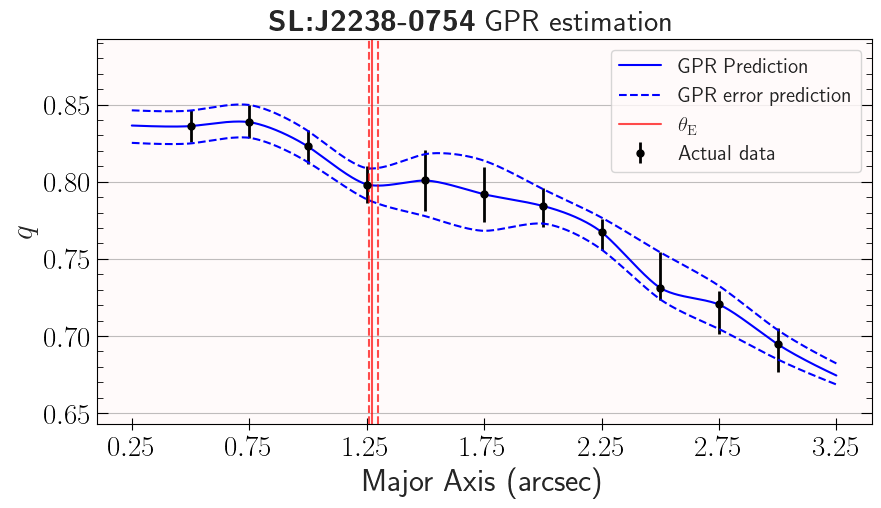 SL:J2238-0754 GPR estimation
GPR Prediction
GPR error prediction
θE
Actual data
0.85
0.80
0.75
0.70
0.65
q
0.25 0.75 1.25 1.75 2.25 2.75 3.25
Major Axis (arcsec)